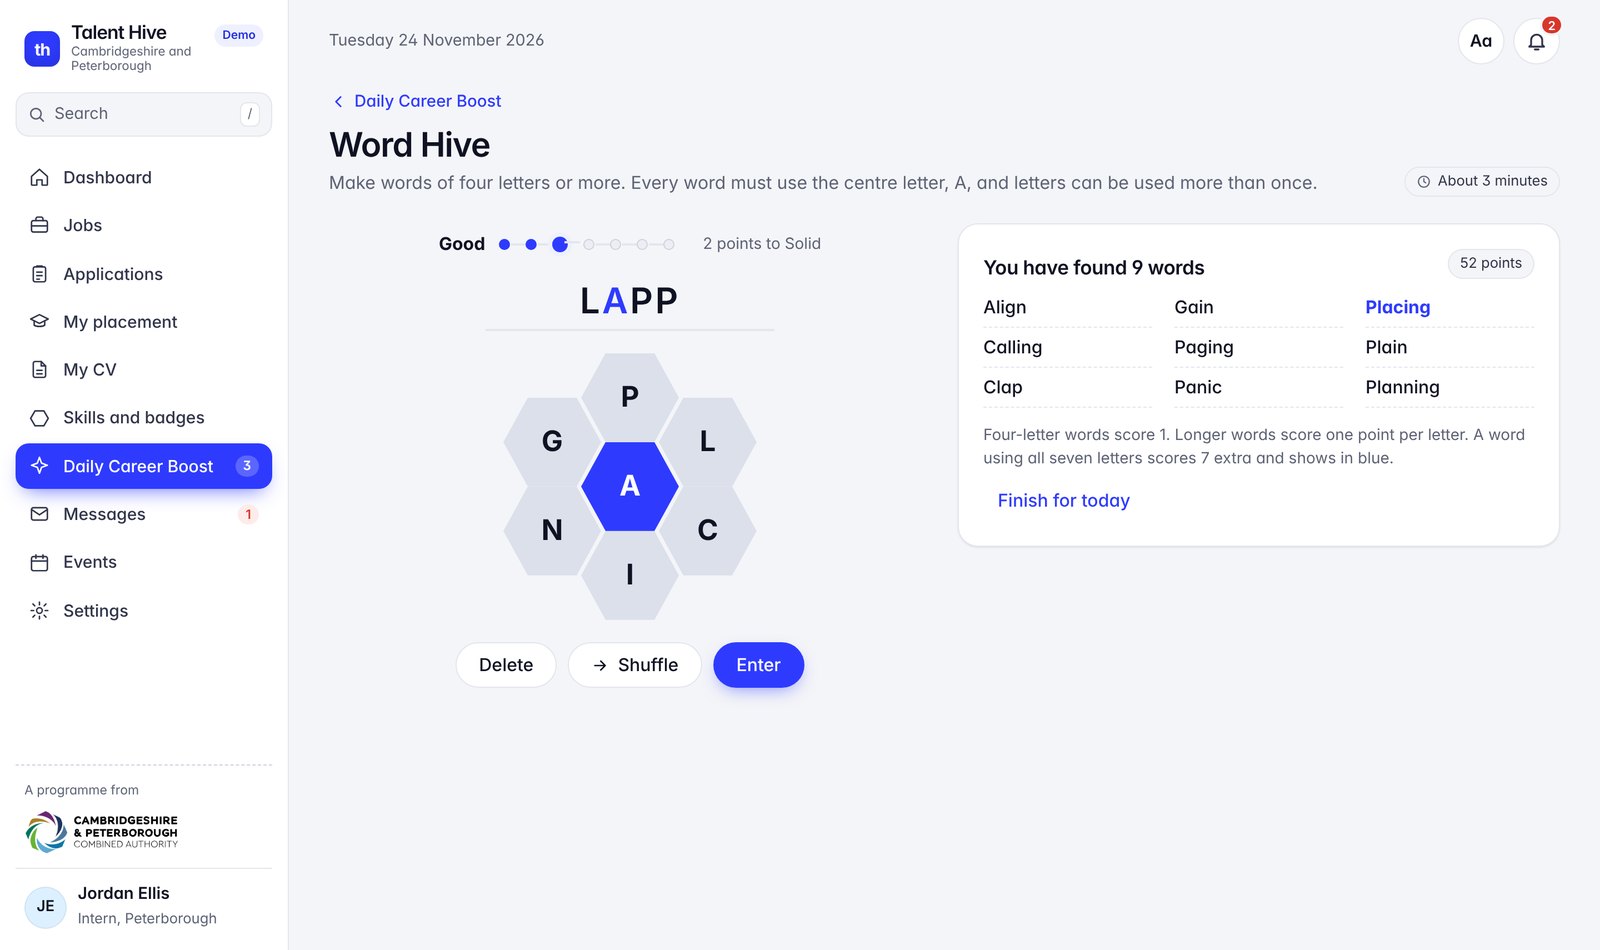 th
Talent Hive
Demo
Cambridgeshire and
Peterborough
Search
/
Dashboard
Jobs
Applications
My placement
My CV
Skills and badges
Daily Career Boost
3
Messages
1
Events
Settings
A programme from
CAMBRIDGESHIRE
& PETERBOROUGH
COMBINED AUTHORITY
JE
Jordan Ellis
Intern, Peterborough
Tuesday 24 November 2026
Aa
2
Daily Career Boost
Word Hive
Make words of four letters or more. Every word must use the centre letter, A, and letters can be used more than once.
About 3 minutes
Good
2 points to Solid
LAPP
P
G
L
A
N
C
I
Delete
Shuffle
Enter
You have found 9 words
52 points
Align
Gain
Placing
Calling
Paging
Plain
Clap
Panic
Planning
Four-letter words score 1. Longer words score one point per letter. A word
using all seven letters scores 7 extra and shows in blue.
Finish for today